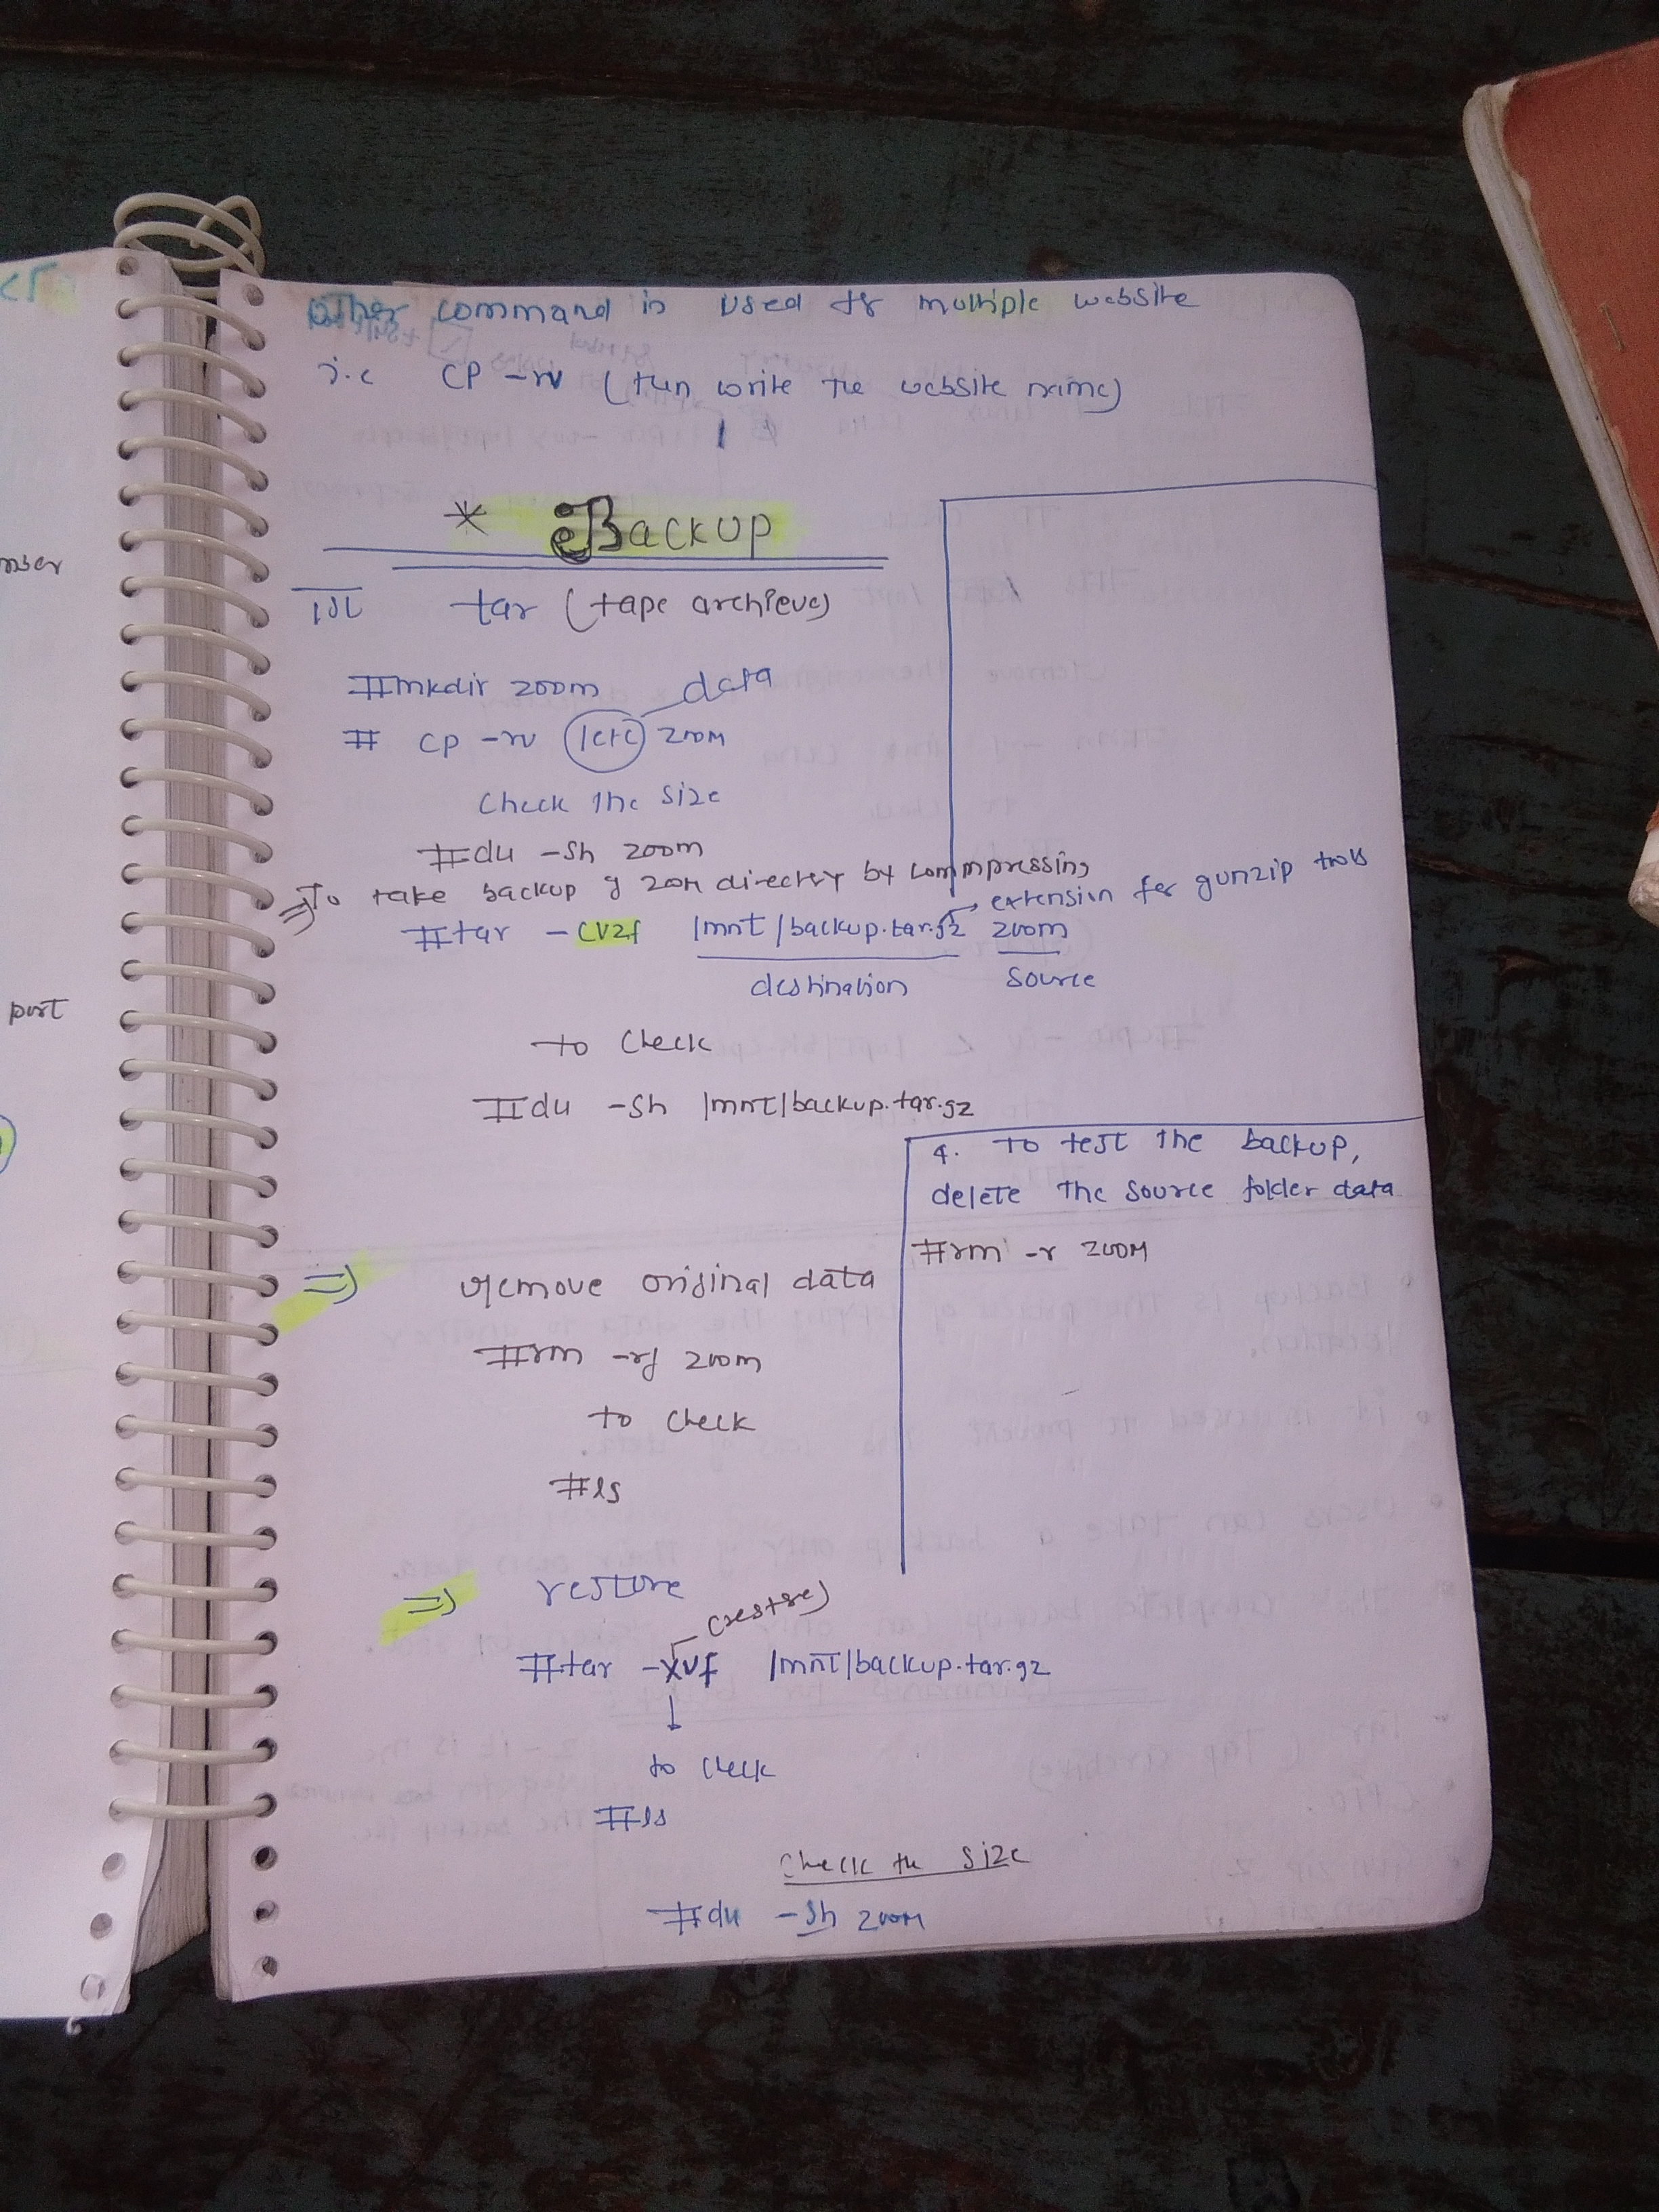 other command is used for multiple website
i.e cp -rv (then write the website name)
* Backup
1st tar (tape archieve)
#mkdir zoom
data
# cp -rv /etc zoom
check the size
#du -sh zoom
⇒ To take backup of zoom directry by commpressing
→ extension for gunzip tools
#tar -cvzf /mnt/backup.tar.gz zoom
destination source
to check
#du -sh /mnt/backup.tar.gz
4. To test the backup,
delete the source folder data
#rm -r zoom
⇒ remove original data
#rm -rf zoom
to check
#ls
⇒ restore
(restore)
#tar -xvf /mnt/backup.tar.gz
↓
to check
#ls
check the size
#du -sh zoom
nser
port